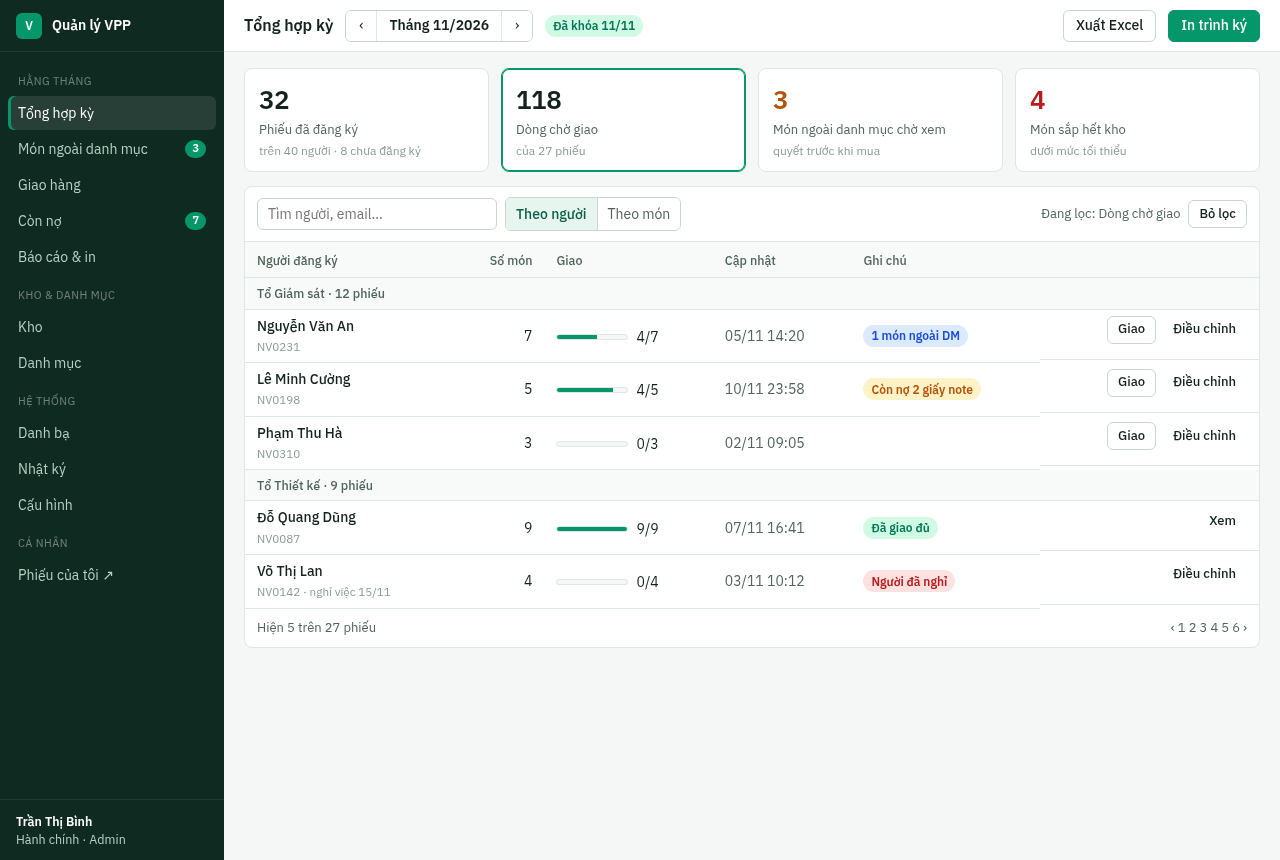 V Quản lý VPP
HẰNG THÁNG
Tổng hợp kỳ
Món ngoài danh mục 3
Giao hàng
Còn nợ 7
Báo cáo & in
KHO & DANH MỤC
Kho
Danh mục
HỆ THỐNG
Danh bạ
Nhật ký
Cấu hình
CÁ NHÂN
Phiếu của tôi ↗
Trần Thị Bình
Hành chính · Admin
Tổng hợp kỳ ‹ Tháng 11/2026 › Đã khóa 11/11 Xuất Excel In trình ký
32
Phiếu đã đăng ký
trên 40 người · 8 chưa đăng ký
118
Dòng chờ giao
của 27 phiếu
3
Món ngoài danh mục chờ xem
quyết trước khi mua
4
Món sắp hết kho
dưới mức tối thiểu
Tìm người, email... Theo người Theo món Đang lọc: Dòng chờ giao Bỏ lọc
Người đăng ký Số món Giao Cập nhật Ghi chú
Tổ Giám sát · 12 phiếu
Nguyễn Văn An 7 4/7 05/11 14:20 1 món ngoài DM Giao Điều chỉnh
NV0231
Lê Minh Cường 5 4/5 10/11 23:58 Còn nợ 2 giấy note Giao Điều chỉnh
NV0198
Phạm Thu Hà 3 0/3 02/11 09:05 Giao Điều chỉnh
NV0310
Tổ Thiết kế · 9 phiếu
Đỗ Quang Dũng 9 9/9 07/11 16:41 Đã giao đủ Xem
NV0087
Võ Thị Lan 4 0/4 03/11 10:12 Người đã nghỉ Điều chỉnh
NV0142 · nghỉ việc 15/11
Hiện 5 trên 27 phiếu ‹ 1 2 3 4 5 6 ›